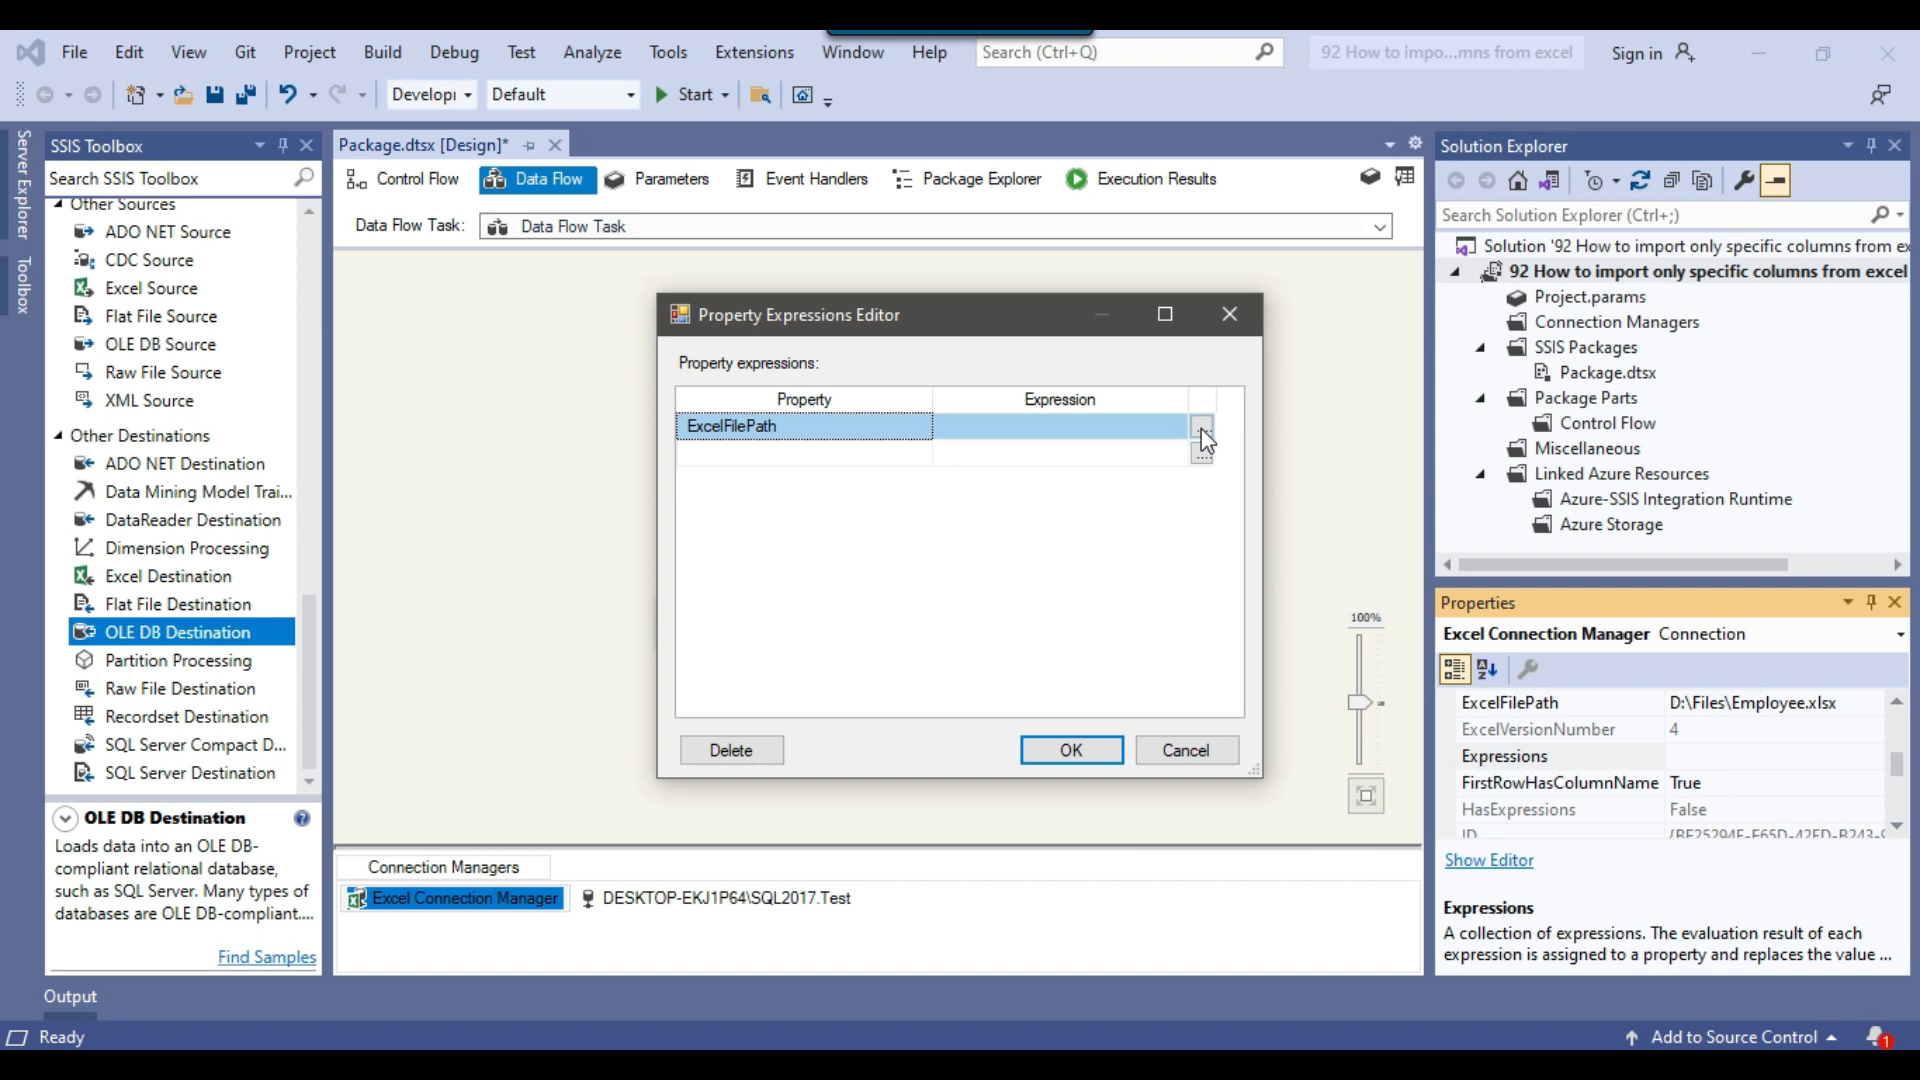 File Edit View Git Project Build Debug Test Analyze Tools Extensions Window Help Search (Ctrl+Q) 92 How to impo...mns from excel Sign in
Default Start
Server Explorer
Toolbox
SSIS Toolbox
Search SSIS Toolbox
Other Sources
ADO NET Source
CDC Source
Excel Source
Flat File Source
OLE DB Source
Raw File Source
XML Source
Other Destinations
ADO NET Destination
Data Mining Model Trai...
DataReader Destination
Dimension Processing
Excel Destination
Flat File Destination
OLE DB Destination
Partition Processing
Raw File Destination
Recordset Destination
SQL Server Compact D...
SQL Server Destination
OLE DB Destination
Loads data into an OLE DB-
compliant relational database,
such as SQL Server. Many types of
databases are OLE DB-compliant....
Find Samples
Package.dtsx [Design]*
Control Flow Data Flow Parameters Event Handlers Package Explorer Execution Results
Data Flow Task: Data Flow Task
Property Expressions Editor
Property expressions:
Property Expression
ExcelFilePath ...
...
Delete OK Cancel
100%
Connection Managers
Excel Connection Manager DESKTOP-EKJ1P64\SQL2017.Test
Solution Explorer
Search Solution Explorer (Ctrl+;)
Solution '92 How to import only specific columns from ex
92 How to import only specific columns from excel
Project.params
Connection Managers
SSIS Packages
Package.dtsx
Package Parts
Control Flow
Miscellaneous
Linked Azure Resources
Azure-SSIS Integration Runtime
Azure Storage
Properties
Excel Connection Manager Connection
ExcelFilePath D:\Files\Employee.xlsx
ExcelVersionNumber 4
Expressions
FirstRowHasColumnName True
HasExpressions False
ID
Show Editor
Expressions
A collection of expressions. The evaluation result of each
expression is assigned to a property and replaces the value ...
Output
Ready Add to Source Control 1